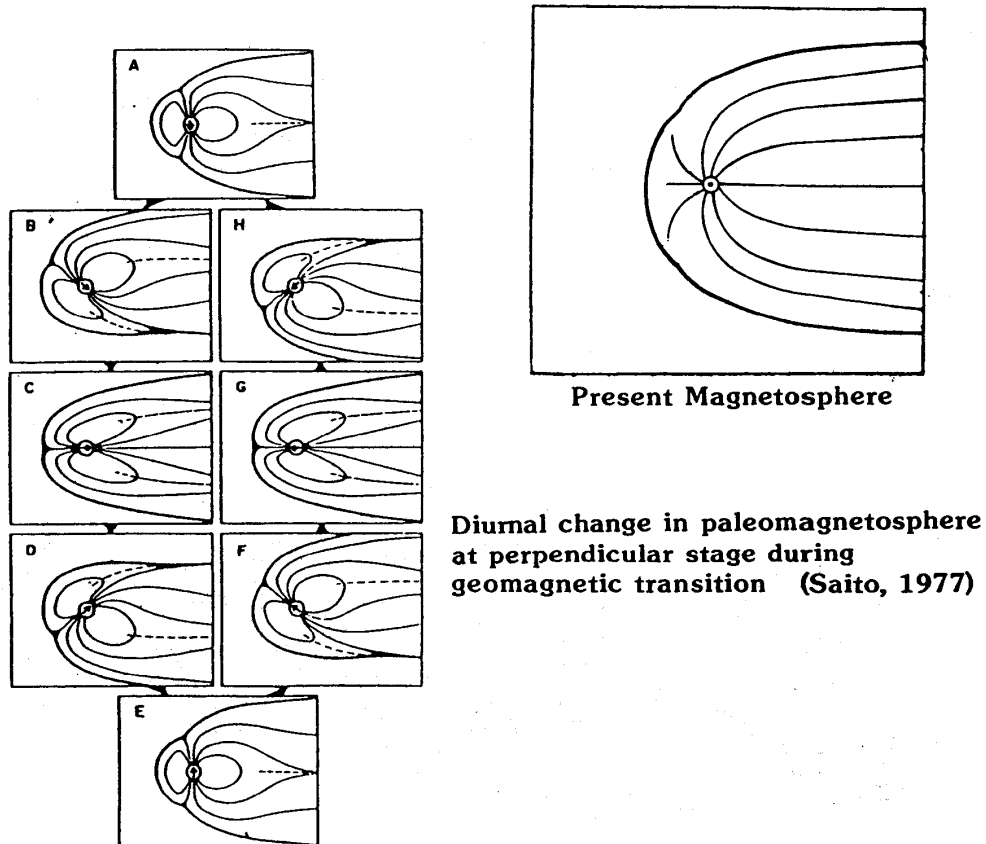 A
B
H
C
G
D
F
E
Present Magnetosphere
Diurnal change in paleomagnetosphere
at perpendicular stage during
geomagnetic transition (Saito, 1977)